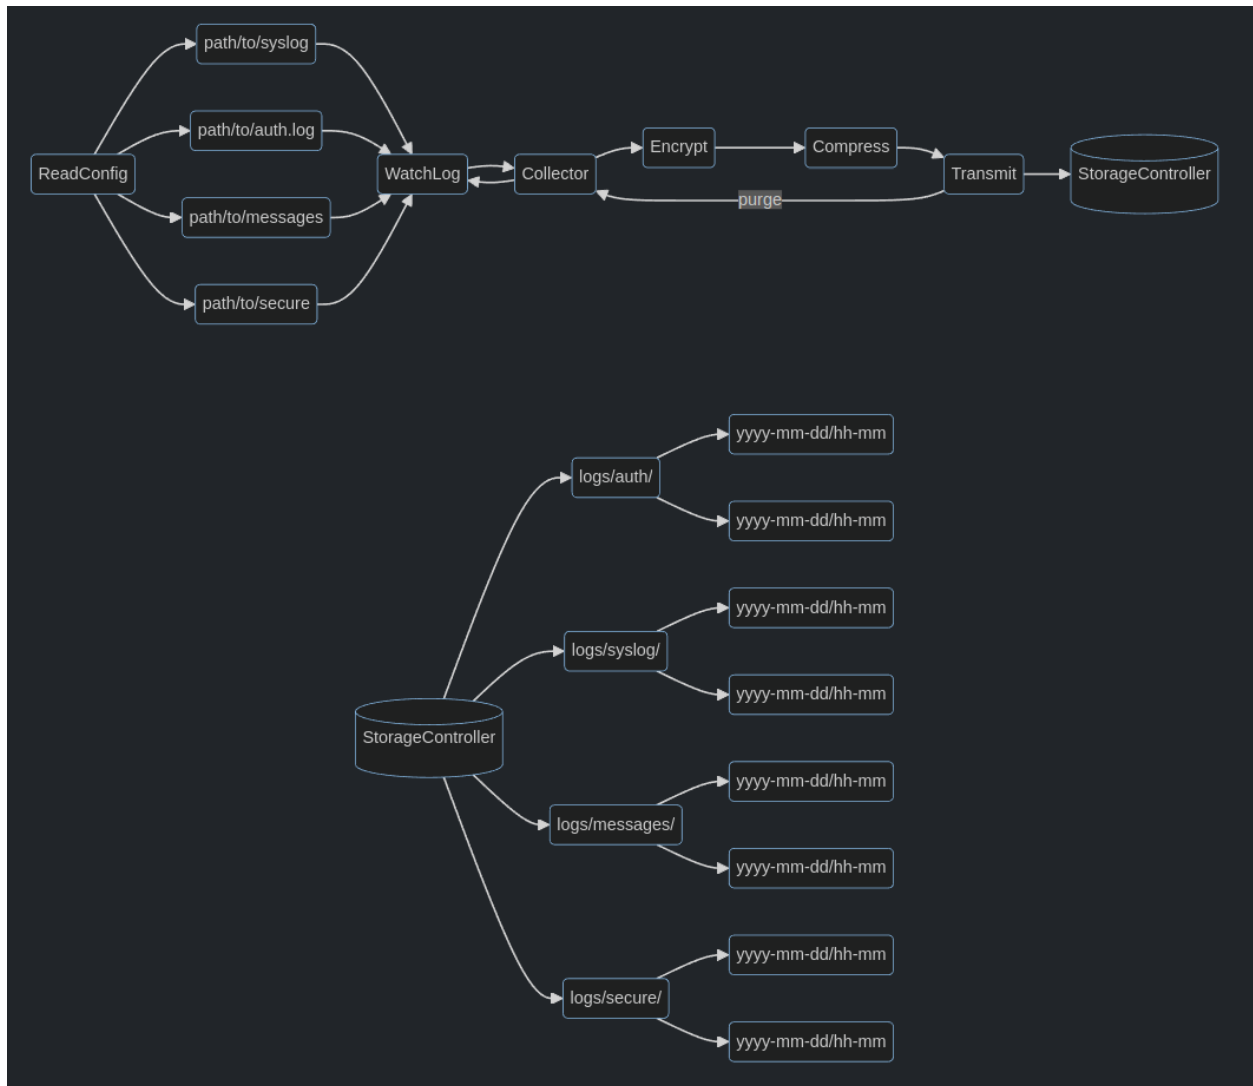 path/to/syslog
path/to/auth.log
ReadConfig
path/to/messages
path/to/secure
WatchLog
Collector
Encrypt
Compress
Transmit
StorageController
purge
StorageController
logs/auth/
yyyy-mm-dd/hh-mm
yyyy-mm-dd/hh-mm
logs/syslog/
yyyy-mm-dd/hh-mm
yyyy-mm-dd/hh-mm
logs/messages/
yyyy-mm-dd/hh-mm
yyyy-mm-dd/hh-mm
logs/secure/
yyyy-mm-dd/hh-mm
yyyy-mm-dd/hh-mm